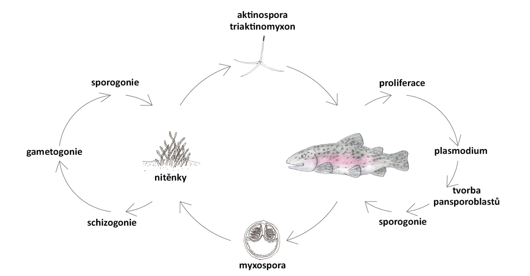 aktinospora
triaktinomyxon
sporogonie
proliferace
gametogonie
plasmodium
nitěnky
tvorba
pansporoblastů
schizogonie
sporogonie
myxospora